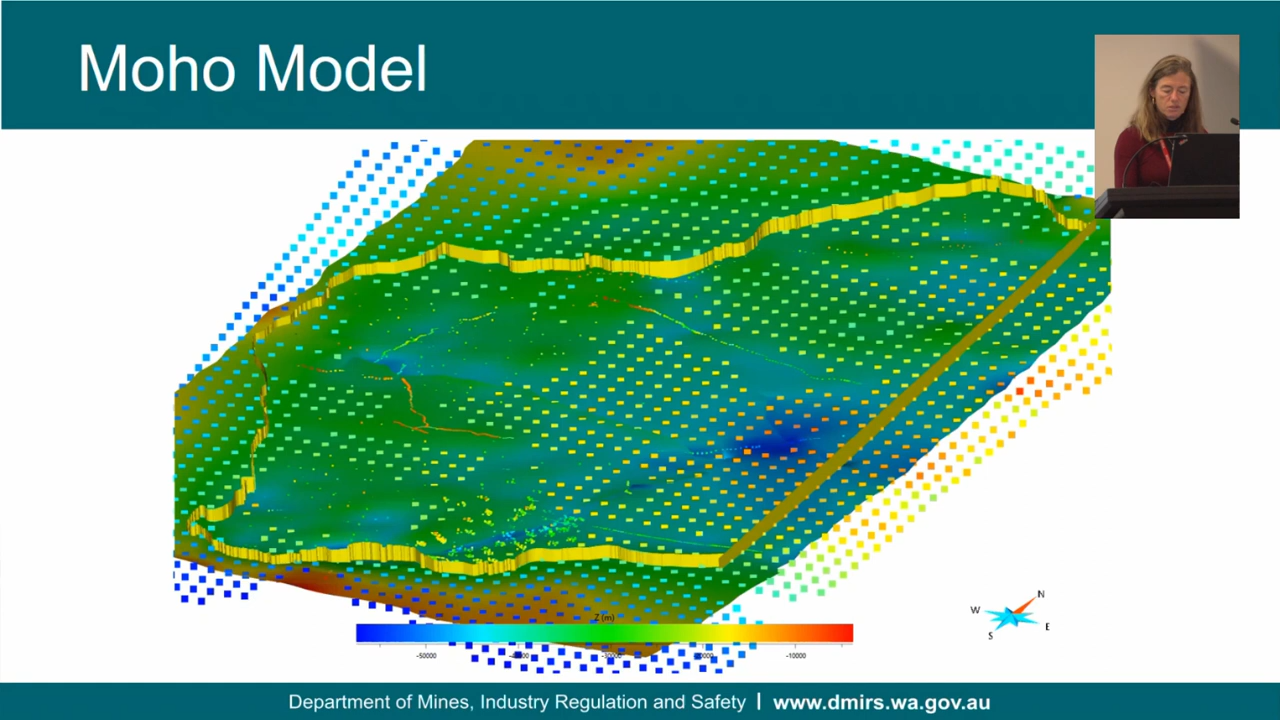 Moho Model
N
W
E
S
Z (m)
-50000
-10000
Department of Mines, Industry Regulation and Safety | www.dmirs.wa.gov.au